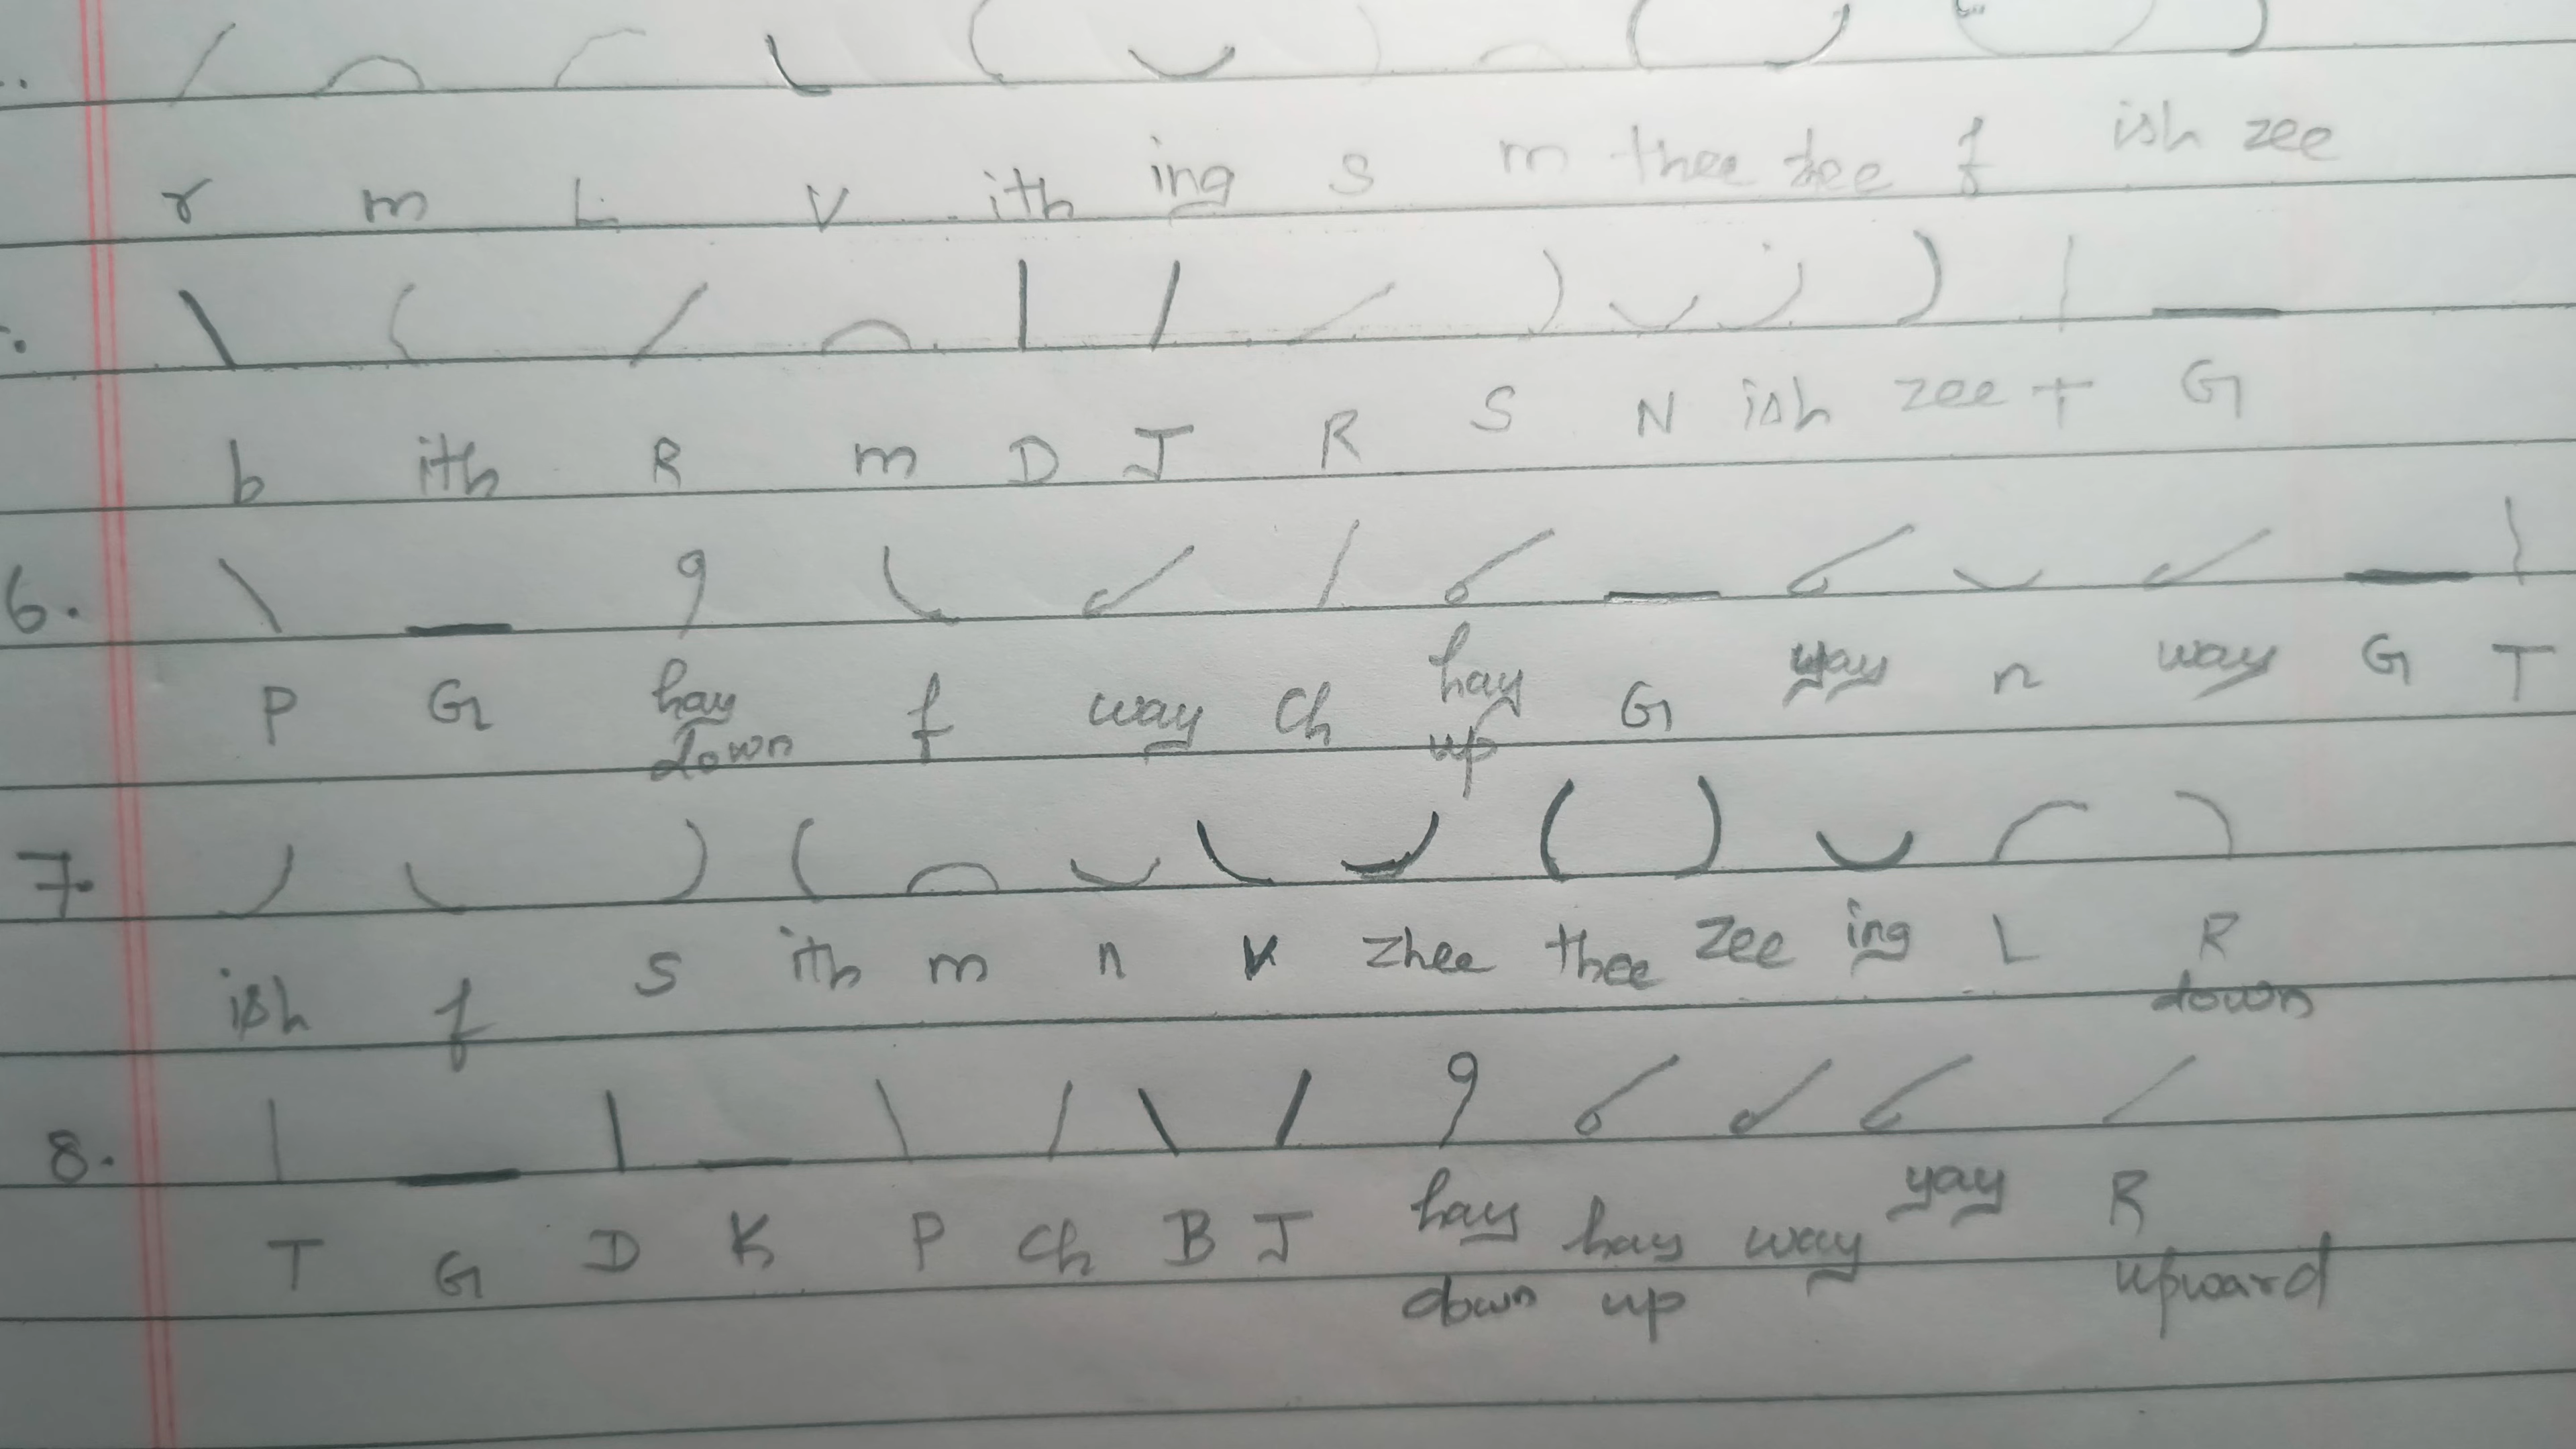 r m L V ith ing S m thee zee f ish zee
b ith R m D J R S N ish zee T G
6.
P G hay f way Ch hay G yay n way G T
down up
7.
ish f S ith m n v zhee thee zee ing L R
down
8.
T G D K P Ch B J hay hay way yay R
down up upward